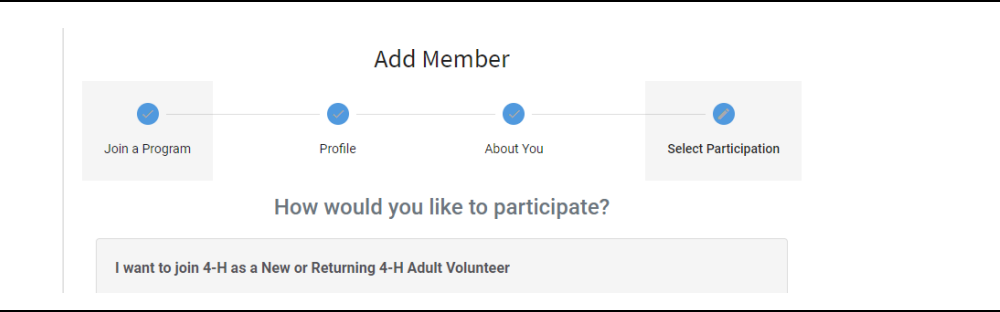 Add Member
Join a Program Profile About You Select Participation
How would you like to participate?
I want to join 4-H as a New or Returning 4-H Adult Volunteer